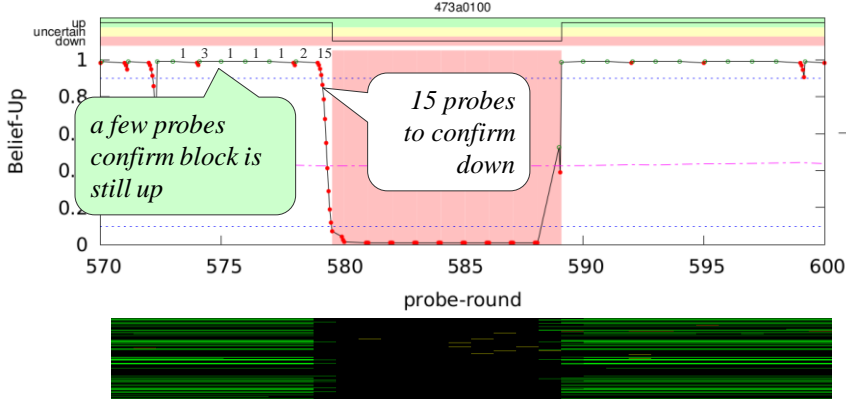 473a0100
up
uncertain
down
1 3 1 1 1 2 15
1
0.8
0.
0.
0.2
0
Belief-Up
a few probes
confirm block is
still up
15 probes
to confirm
down
570 575 580 585 590 595 600
probe-round